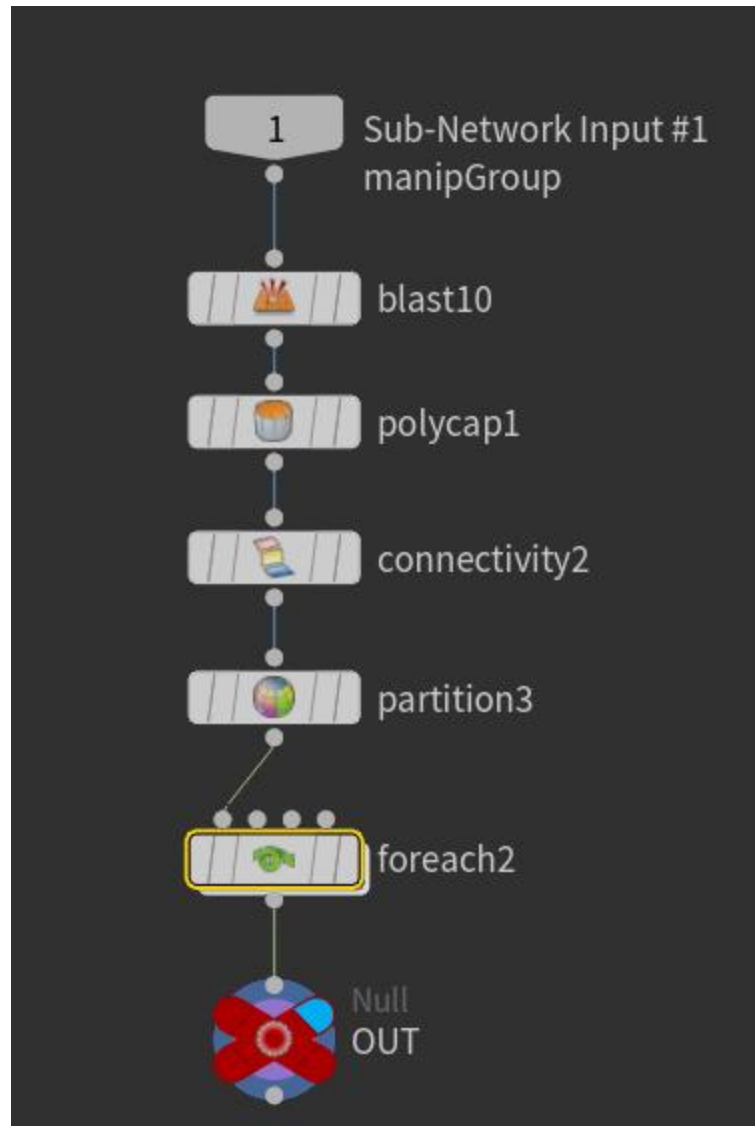 1
Sub-Network Input #1
manipGroup
blast10
polycap1
connectivity2
partition3
foreach2
Null
OUT